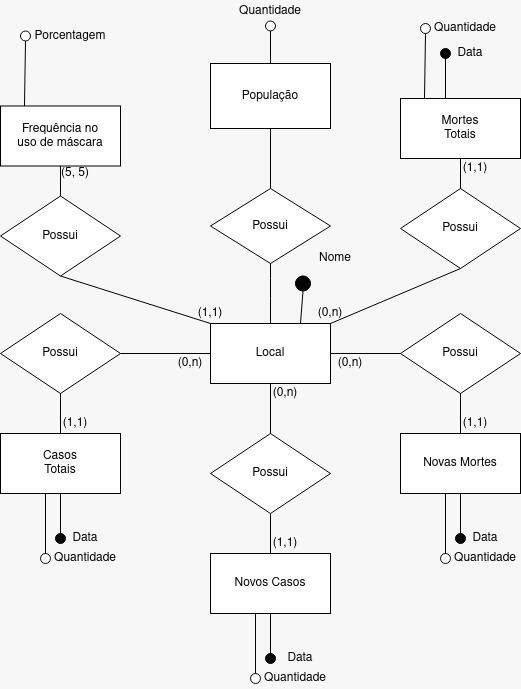 Quantidade
Porcentagem
Quantidade
Data
População
Frequência no
uso de máscara
Mortes
Totais
(5, 5)
(1,1)
Possui
Possui
Possui
Nome
(1,1)
(0,n)
Possui
Local
Possui
(0,n)
(0,n)
(0,n)
(1,1)
(1,1)
Casos
Totais
Possui
Novas Mortes
Data
Quantidade
Data
Quantidade
(1,1)
Novos Casos
Data
Quantidade